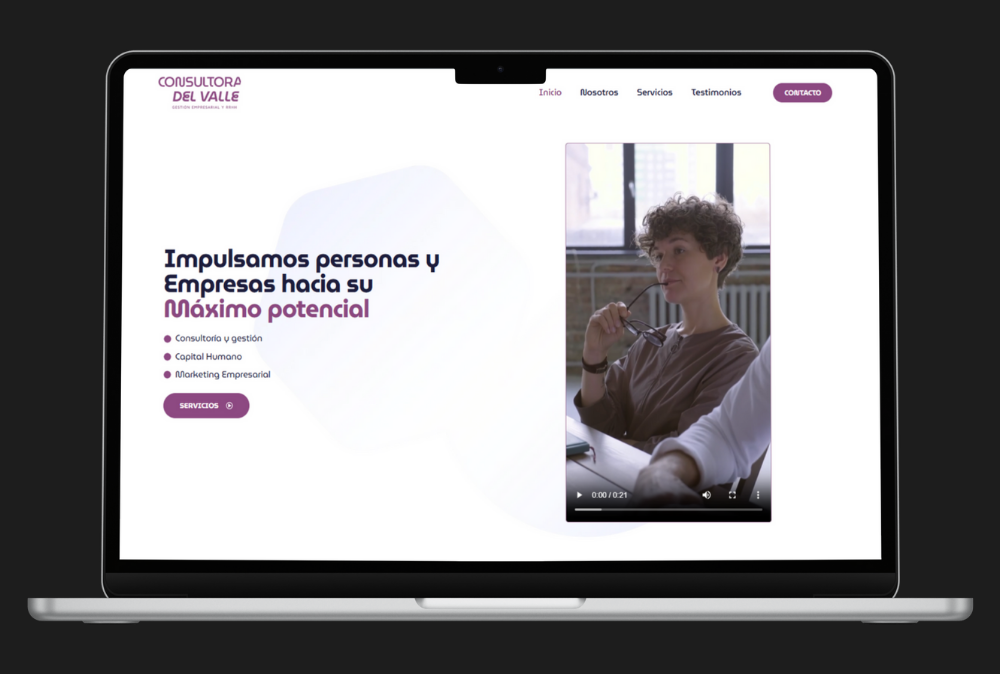 CONSULTORA
DEL VALLE
GESTIÓN EMPRESARIAL Y RRHH
Inicio
Nosotros
Servicios
Testimonios
CONTACTO
Impulsamos personas y
Empresas hacia su
Máximo potencial
Consultoría y gestión
Capital Humano
Marketing Empresarial
SERVICIOS
0:00 / 0:21